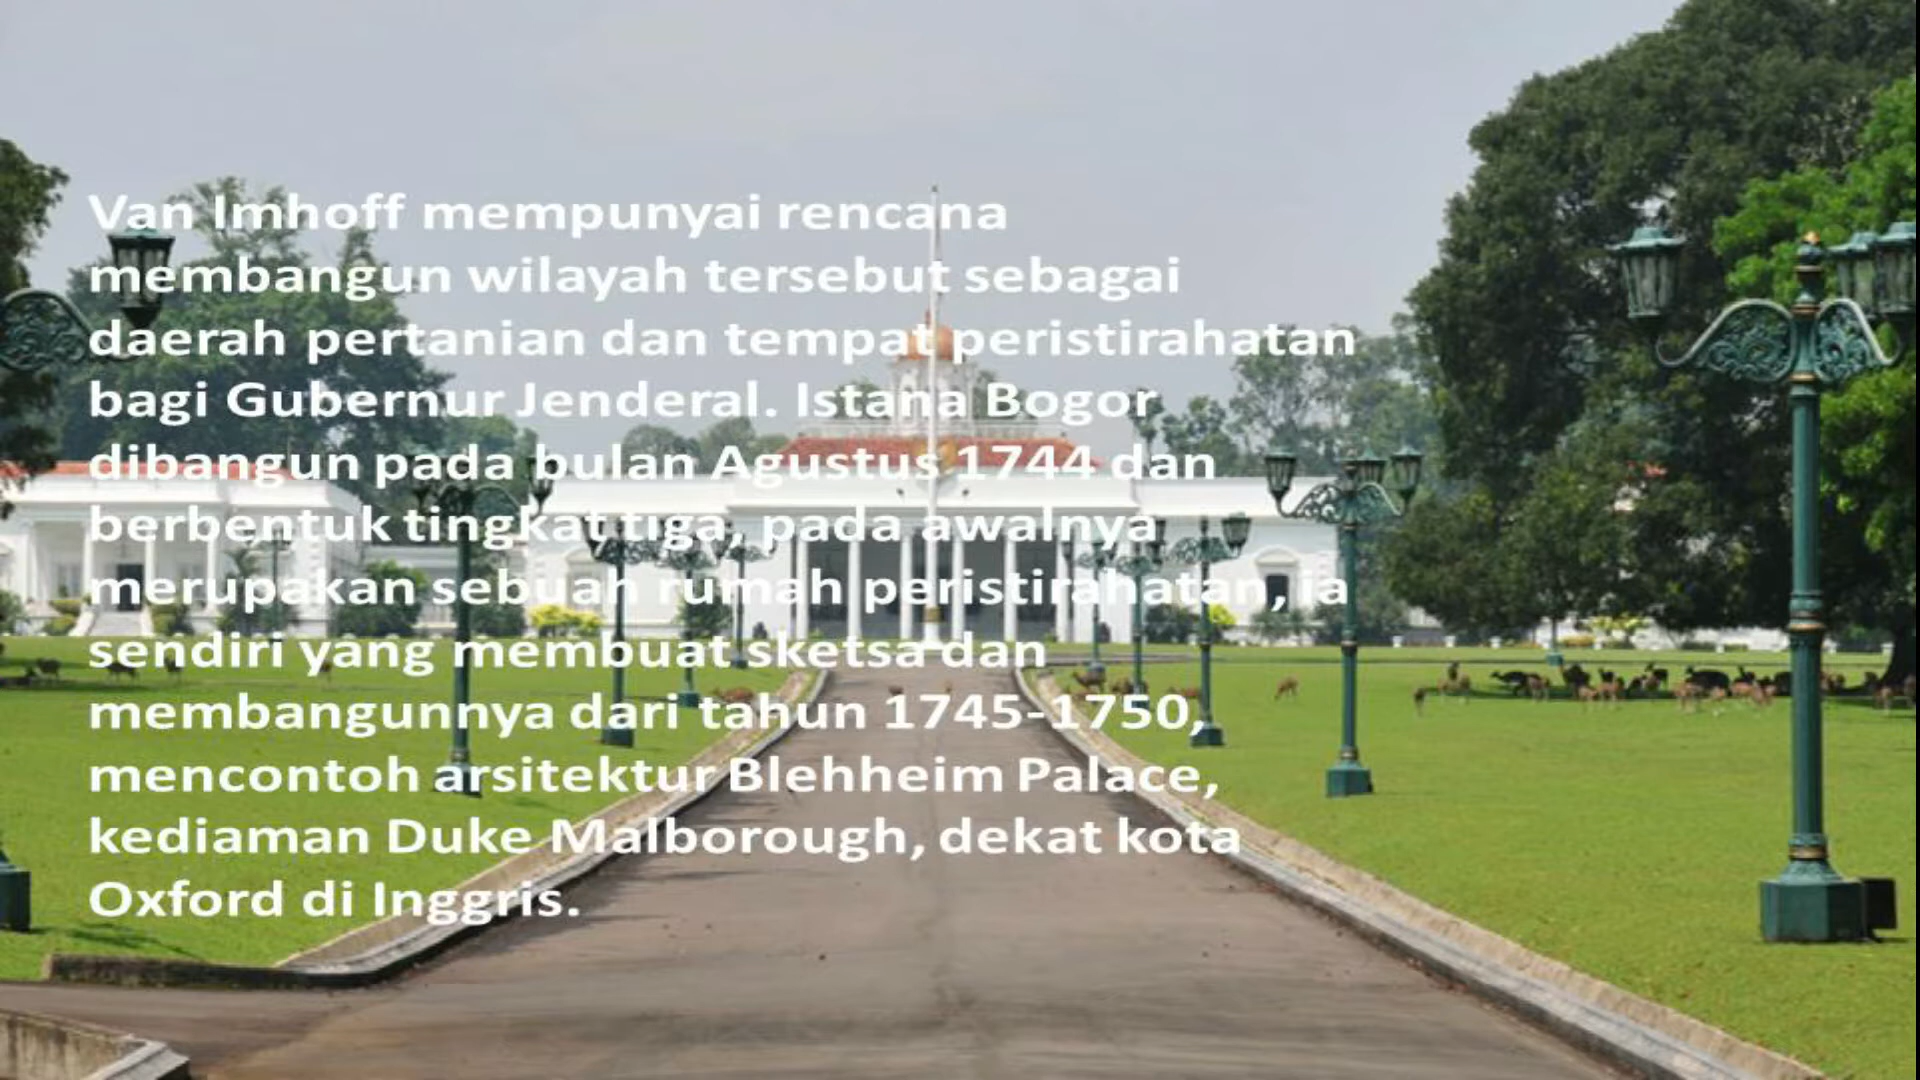 Van Imhoff mempunyai rencana
membangun wilayah tersebut sebagai
daerah pertanian dan tempat peristirahatan
bagi Gubernur Jenderal. Istana Bogor
dibangun pada bulan Agustus 1744 dan
berbentuk tingkat tiga, pada awalnya
merupakan sebuah rumah peristirahatan, ia
sendiri yang membuat sketsa dan
membangunnya dari tahun 1745-1750,
mencontoh arsitektur Blehheim Palace,
kediaman Duke Malborough, dekat kota
Oxford di Inggris.